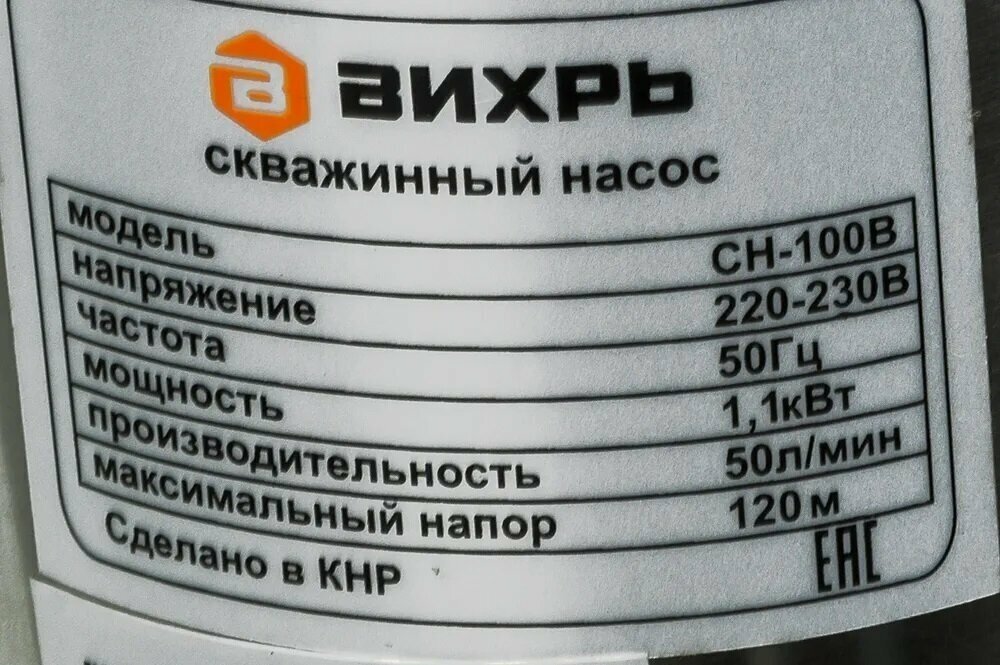 В ВИХРЬ
скважинный насос
модель СН-100В
напряжение 220-230В
частота 50Гц
мощность 1,1кВт
производительность 50л/мин
максимальный напор 120 м
Сделано в КНР EAC